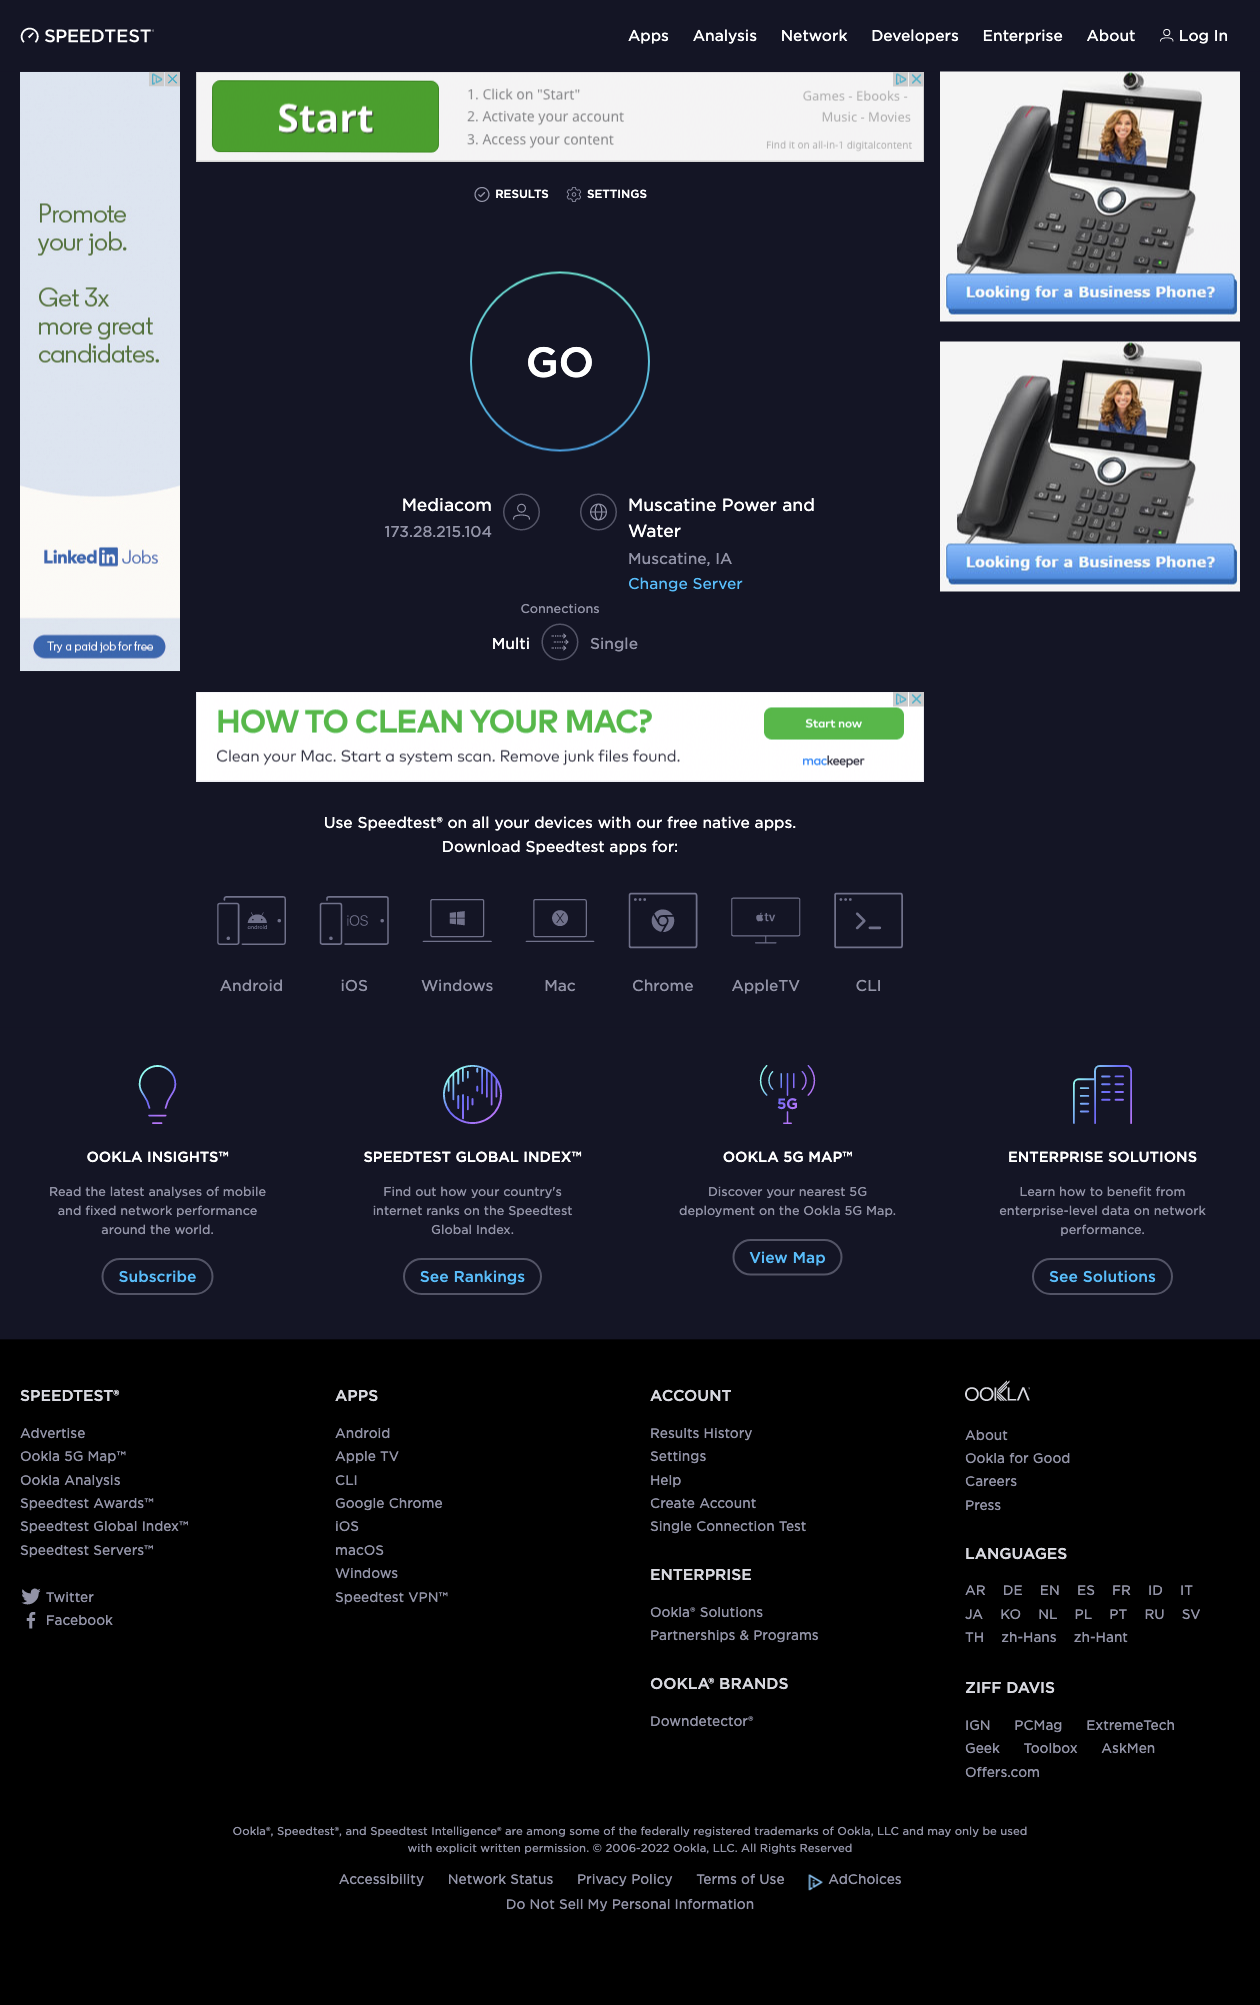 SPEEDTEST
Apps Analysis Network Developers Enterprise About Log In
Promote
your job.
Get 3x
more great
candidates.
Linked in Jobs
Try a paid job for free
Start
1. Click on "Start"
2. Activate your account
3. Access your content
Games - Ebooks -
Music - Movies
Find it on all-in-1 digitalcontent
Looking for a Business Phone?
Looking for a Business Phone?
RESULTS SETTINGS
GO
Mediacom
173.28.215.104
Muscatine Power and
Water
Muscatine, IA
Change Server
Connections
Multi Single
HOW TO CLEAN YOUR MAC?
Clean your Mac. Start a system scan. Remove junk files found.
Start now
mackeeper
Use Speedtest® on all your devices with our free native apps.
Download Speedtest apps for:
android iOS X tv
Android iOS Windows Mac Chrome AppleTV CLI
5G
OOKLA INSIGHTS™
Read the latest analyses of mobile
and fixed network performance
around the world.
Subscribe
SPEEDTEST GLOBAL INDEX™
Find out how your country's
internet ranks on the Speedtest
Global Index.
See Rankings
OOKLA 5G MAP™
Discover your nearest 5G
deployment on the Ookla 5G Map.
View Map
ENTERPRISE SOLUTIONS
Learn how to benefit from
enterprise-level data on network
performance.
See Solutions
SPEEDTEST®
Advertise
Ookla 5G Map™
Ookla Analysis
Speedtest Awards™
Speedtest Global Index™
Speedtest Servers™
Twitter
Facebook
APPS
Android
Apple TV
CLI
Google Chrome
iOS
macOS
Windows
Speedtest VPN™
ACCOUNT
Results History
Settings
Help
Create Account
Single Connection Test
ENTERPRISE
Ookla® Solutions
Partnerships & Programs
OOKLA® BRANDS
Downdetector®
OOKLA
About
Ookla for Good
Careers
Press
LANGUAGES
AR DE EN ES FR ID IT
JA KO NL PL PT RU SV
TH zh-Hans zh-Hant
ZIFF DAVIS
IGN PCMag ExtremeTech
Geek Toolbox AskMen
Offers.com
Ookla®, Speedtest®, and Speedtest Intelligence® are among some of the federally registered trademarks of Ookla, LLC and may only be used
with explicit written permission. © 2006-2022 Ookla, LLC. All Rights Reserved
Accessibility Network Status Privacy Policy Terms of Use AdChoices
Do Not Sell My Personal Information